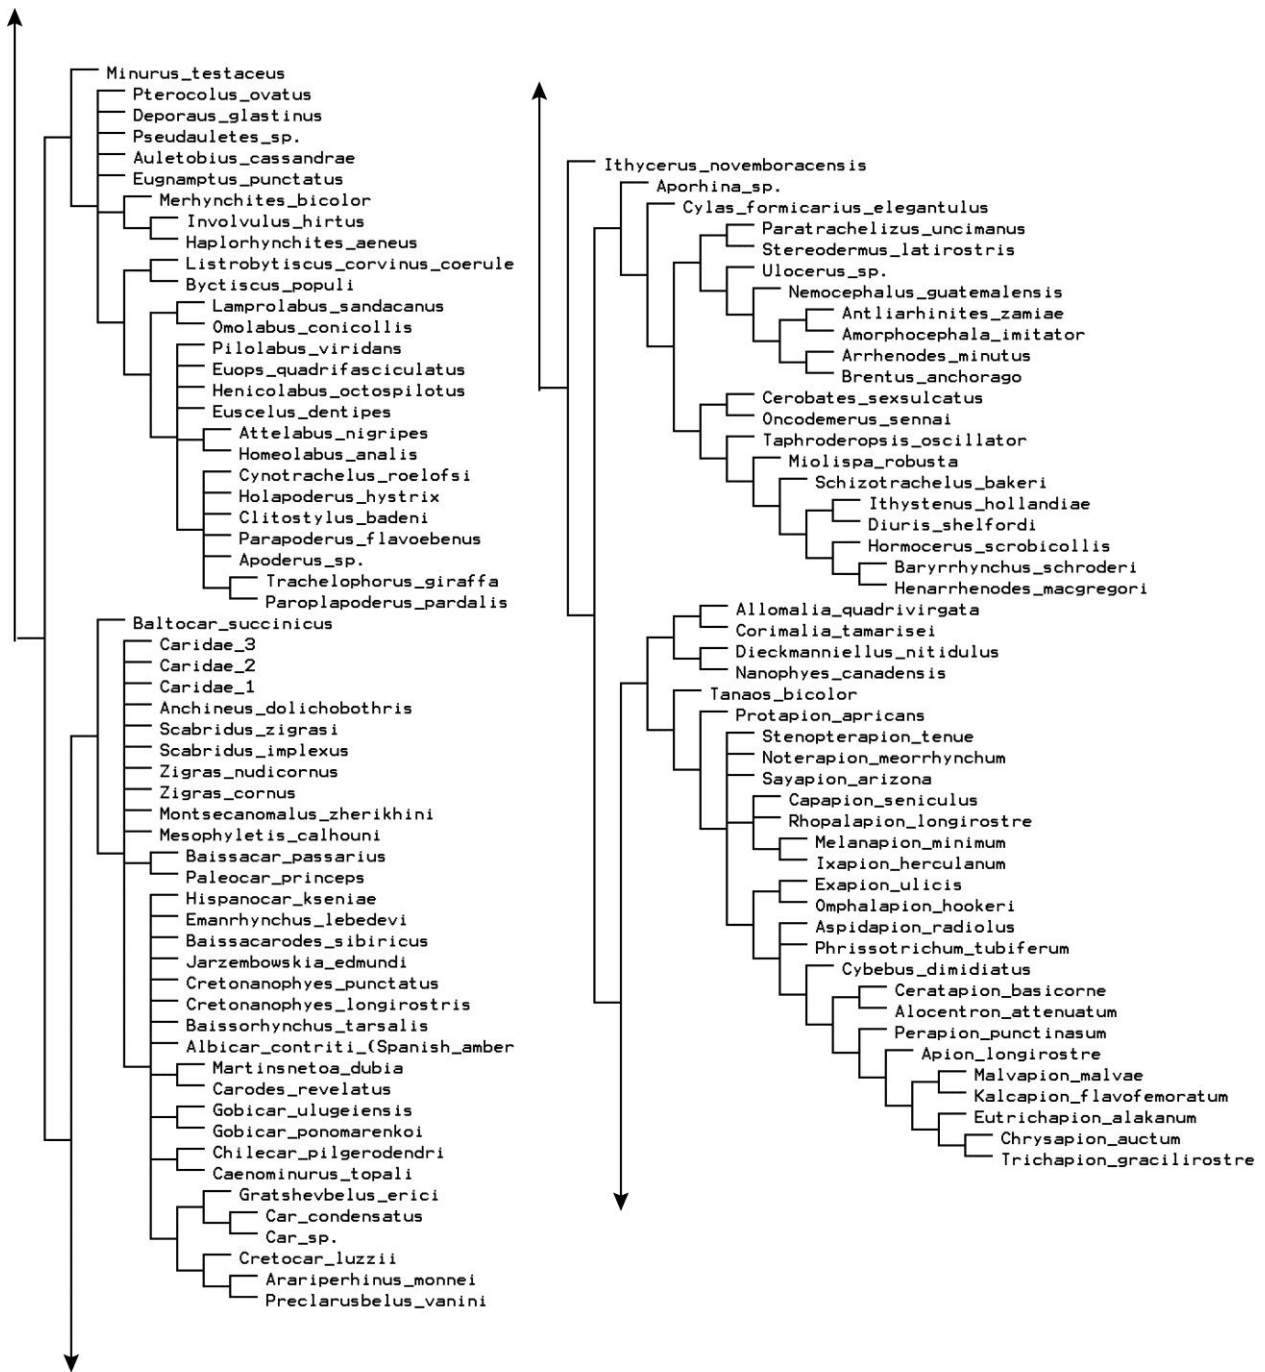 Minurus_testaceus
Pterocolus_ovatus
Deporaus_glastinus
Pseudauletes_sp.
Auletobius_cassandrae
Eugnamptus_punctatus
Merhynchites_bicolor
Involvulus_hirtus
Haplorhynchites_aeneus
Listrobytiscus_corvinus_coerule
Byctiscus_populi
Lamprolabus_sandacanus
Omolabus_conicollis
Pilolabus_viridans
Euops_quadrifasciculatus
Henicolabus_octospilotus
Euscelus_dentipes
Attelabus_nigripes
Homeolabus_analis
Cynotrachelus_roelofsi
Holapoderus_hystrix
Clitostylus_badeni
Parapoderus_flavoebenus
Apoderus_sp.
Trachelophorus_giraffa
Paroplapoderus_pardalis
Baltocar_succinicus
Caridae_3
Caridae_2
Caridae_1
Anchineus_dolichobothris
Scabridus_zigrasi
Scabridus_implexus
Zigras_nudicornus
Zigras_cornus
Montsecanomalus_zherikhini
Mesophyletis_calhouni
Baissacar_passarius
Paleocar_princeps
Hispanocar_kseniae
Emanrhynchus_lebedevi
Baissacarodes_sibiricus
Jarzembowskia_edmundi
Cretonanophyes_punctatus
Cretonanophyes_longirostris
Baissorhynchus_tarsalis
Albicar_contriti_(Spanish_amber
Martinsnetoa_dubia
Carodes_revelatus
Gobicar_ulugeiensis
Gobicar_ponomarenkoi
Chilecar_pilgerodendri
Caenominurus_topali
Gratshevbelus_erici
Car_condensatus
Car_sp.
Cretocar_luzzii
Arariperhinus_monnei
Preclarusbelus_vanini
Ithycerus_novemboracensis
Aporhina_sp.
Cylas_formicarius_elegantulus
Paratrachelizus_uncimanus
Stereodermus_latirostris
Ulocerus_sp.
Nemocephalus_guatemalensis
Antliarhinites_zamiae
Amorphocephala_imitator
Arrhenodes_minutus
Brentus_anchorago
Cerobates_sexsulcatus
Oncodemerus_sennai
Taphroderopsis_oscillator
Miolispa_robusta
Schizotrachelus_bakeri
Ithystenus_hollandiae
Diuris_shelfordi
Hormocerus_scrobicollis
Baryrrhynchus_schroderi
Henarrhenodes_macgregori
Allomalia_quadrivirgata
Corimalia_tamarisei
Dieckmanniellus_nitidulus
Nanophyes_canadensis
Tanaos_bicolor
Protapion_apricans
Stenopterapion_tenue
Noterapion_meorrhynchum
Sayapion_arizona
Capapion_seniculus
Rhopalapion_longirostre
Melanapion_minimum
Ixapion_herculanum
Exapion_ulicis
Omphalapion_hookeri
Aspidapion_radiolus
Phrissotrichum_tubiferum
Cybebus_dimidiatus
Ceratapion_basicorne
Alocentron_attenuatum
Perapion_punctinasum
Apion_longirostre
Malvapion_malvae
Kalcapion_flavofemoratum
Eutrichapion_alakanum
Chrysapion_auctum
Trichapion_gracilirostre